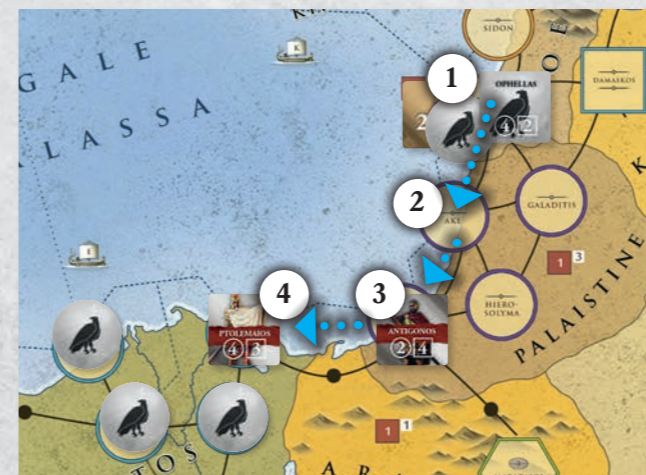 SIDON
K
GALE
DAMASKOS
1
OPHELLAS
2
4 2
LASSA
2
AKE
GALADITIS
K
E
1 3
HIERO-
SOLYMA
PALAISTINE
4
3
PTOLEMAIOS
4 3
ANTIGONOS
2 4
1 1
TOS
A R